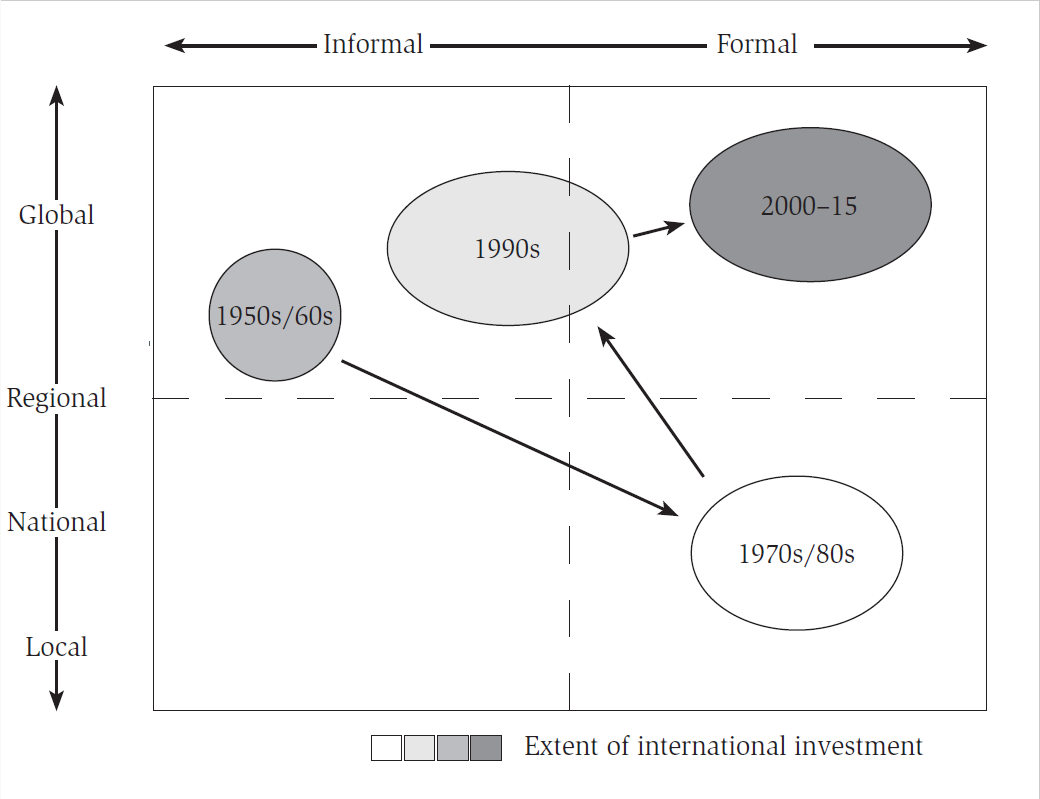 Informal
Formal
Global
2000–15
1990s
1950s/60s
Regional
National
1970s/80s
Local
Extent of international investment